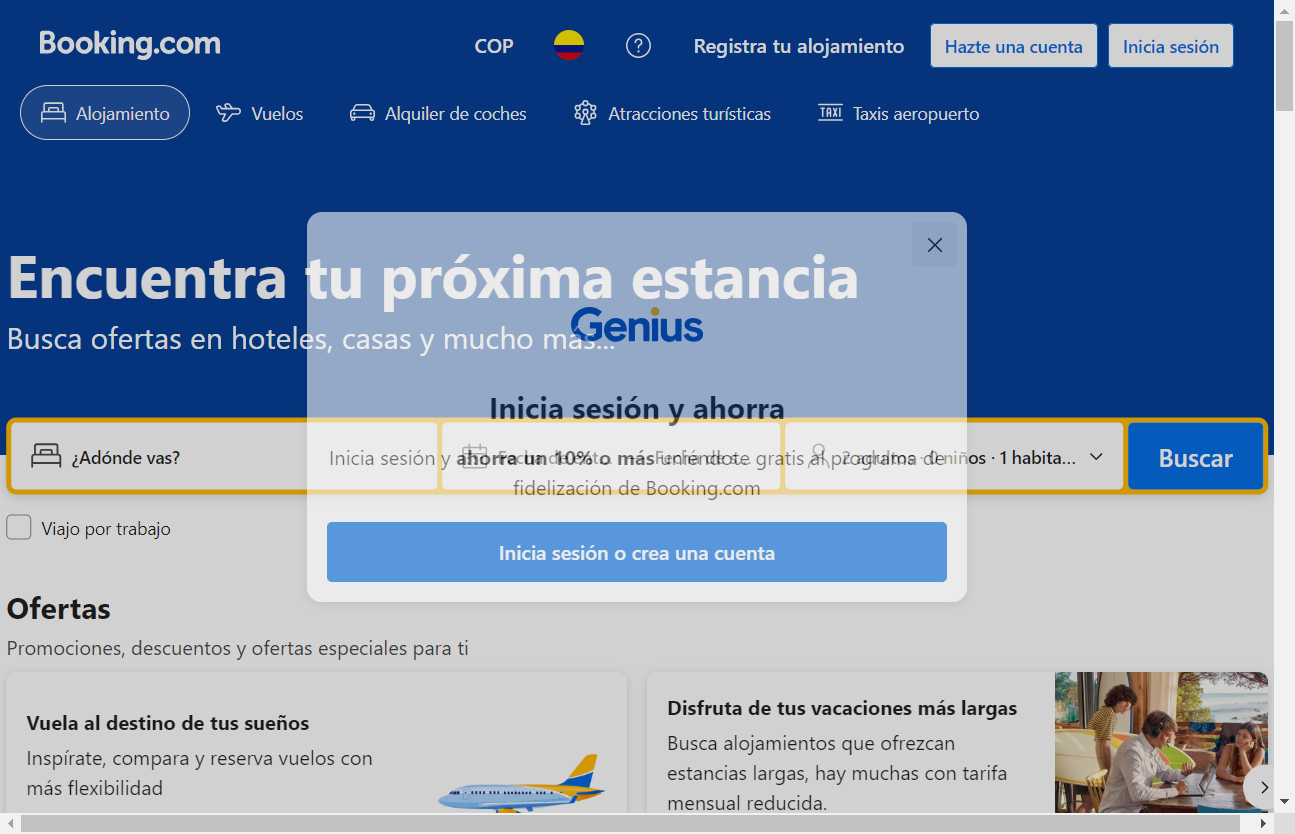 Booking.com
COP
Registra tu alojamiento
Hazte una cuenta
Inicia sesión
Alojamiento
Vuelos
Alquiler de coches
Atracciones turísticas
TAXI Taxis aeropuerto
Encuentra tu próxima estancia
Busca ofertas en hoteles, casas y mucho más...
Genius
Inicia sesión y ahorra
Inicia sesión y ahorra un 10% o más uniéndote gratis al programa de
fidelización de Booking.com
Inicia sesión o crea una cuenta
¿Adónde vas?
2 adultos · 0 niños · 1 habita...
Buscar
Viajo por trabajo
Ofertas
Promociones, descuentos y ofertas especiales para ti
Vuela al destino de tus sueños
Inspírate, compara y reserva vuelos con
más flexibilidad
Disfruta de tus vacaciones más largas
Busca alojamientos que ofrezcan
estancias largas, hay muchas con tarifa
mensual reducida.